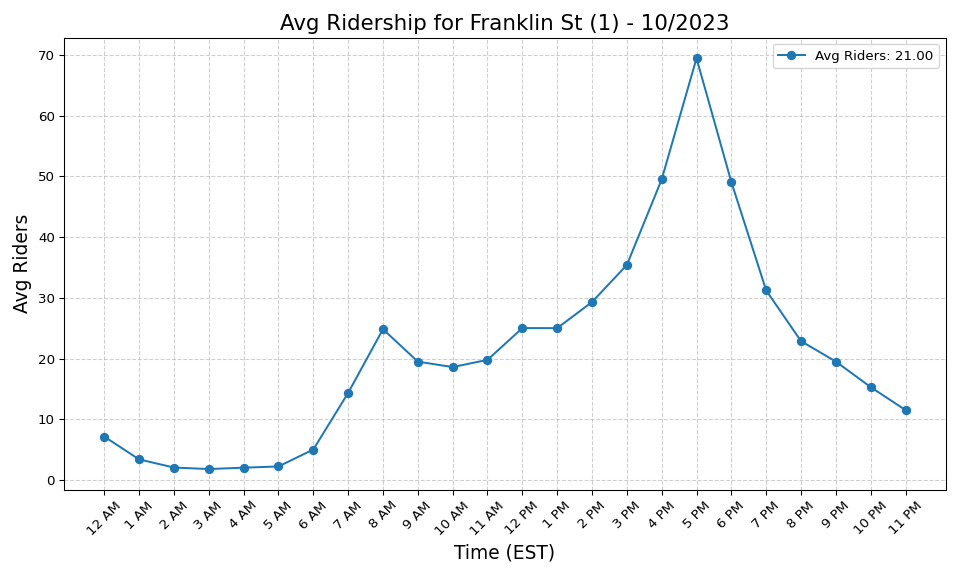 Avg Ridership for Franklin St (1) - 10/2023
Avg Riders: 21.00
Avg Riders
70
60
50
40
30
20
10
0
12 AM
1 AM
2 AM
3 AM
4 AM
5 AM
6 AM
7 AM
8 AM
9 AM
10 AM
11 AM
12 PM
1 PM
2 PM
3 PM
4 PM
5 PM
6 PM
7 PM
8 PM
9 PM
10 PM
11 PM
Time (EST)